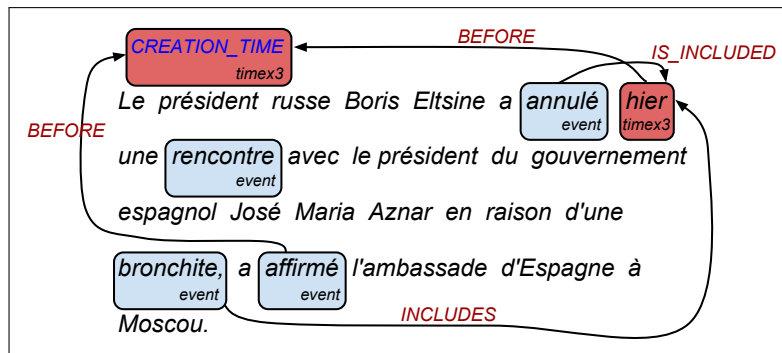 BEFORE
CREATION_TIME
timex3
IS_INCLUDED
Le président russe Boris Eltsine a annulé hier
event timex3
BEFORE
une rencontre avec le président du gouvernement
event
espagnol José Maria Aznar en raison d'une
bronchite, a affirmé l'ambassade d'Espagne à
event event
INCLUDES
Moscou.